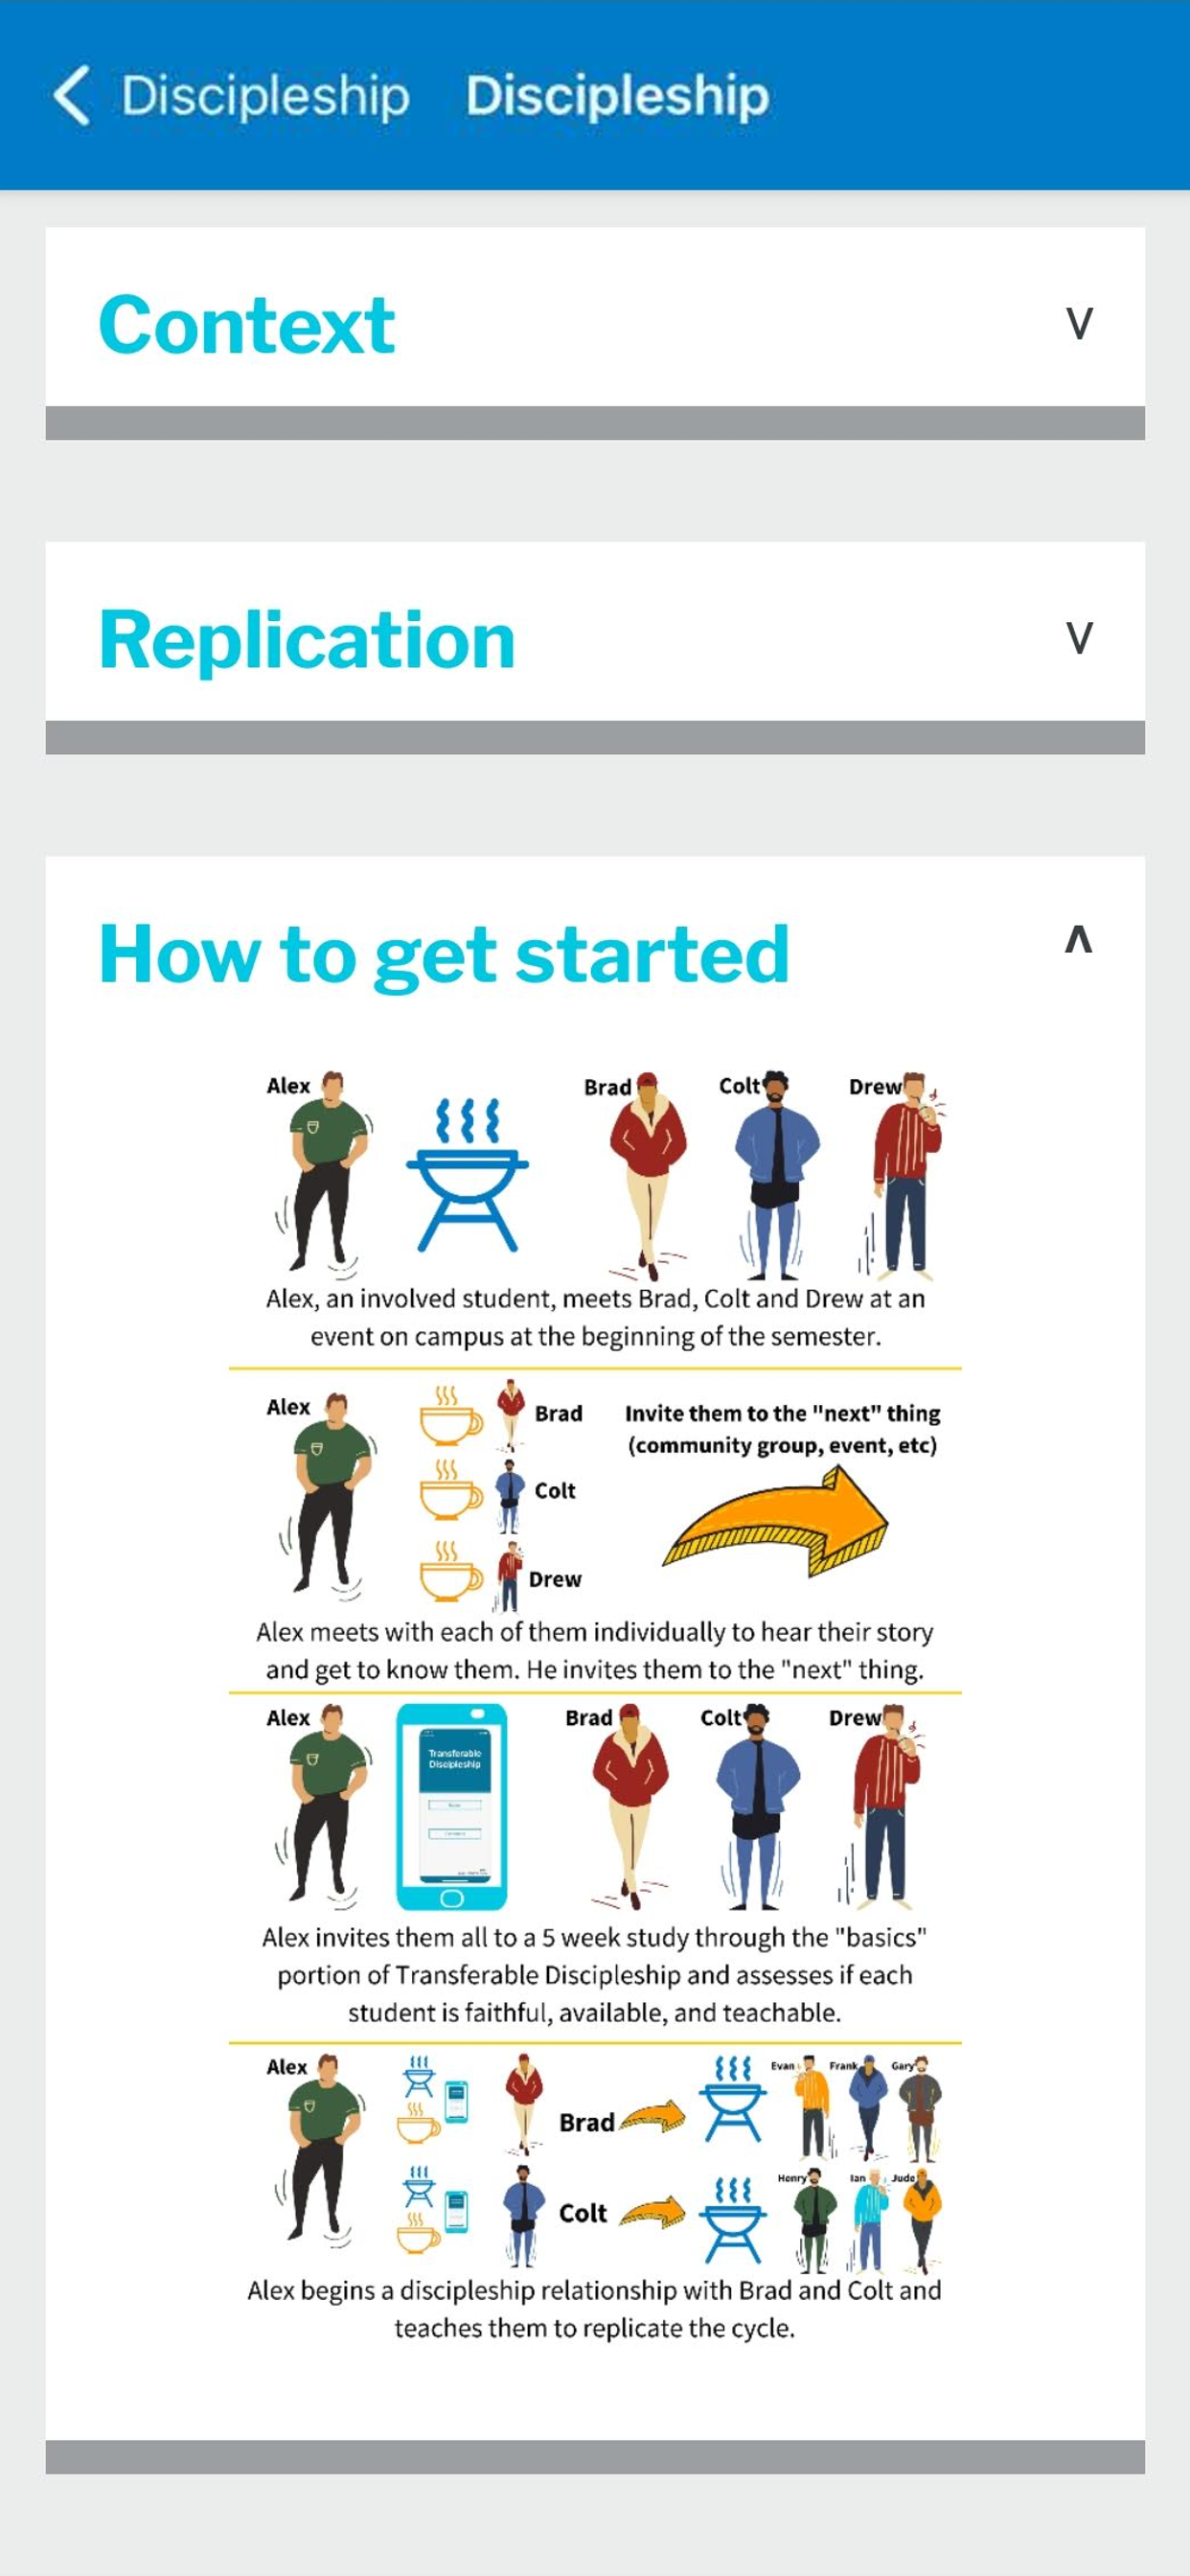 Discipleship Discipleship
Context
V
Replication
V
How to get started
Alex
Brad
Colt
Drew
Alex, an involved student, meets Brad, Colt and Drew at an
event on campus at the beginning of the semester.
Alex
Brad
Colt
Drew
Invite them to the "next" thing
(community group, event, etc)
Alex meets with each of them individually to hear their story
and get to know them. He invites them to the "next" thing.
Alex
Transferable
Discipleship
Brad
Colt
Drew
Alex invites them all to a 5 week study through the "basics"
portion of Transferable Discipleship and assesses if each
student is faithful, available, and teachable.
Alex
Brad
Evan
Frank
Gary
Colt
Henry
Ian
Jude
Alex begins a discipleship relationship with Brad and Colt and
teaches them to replicate the cycle.